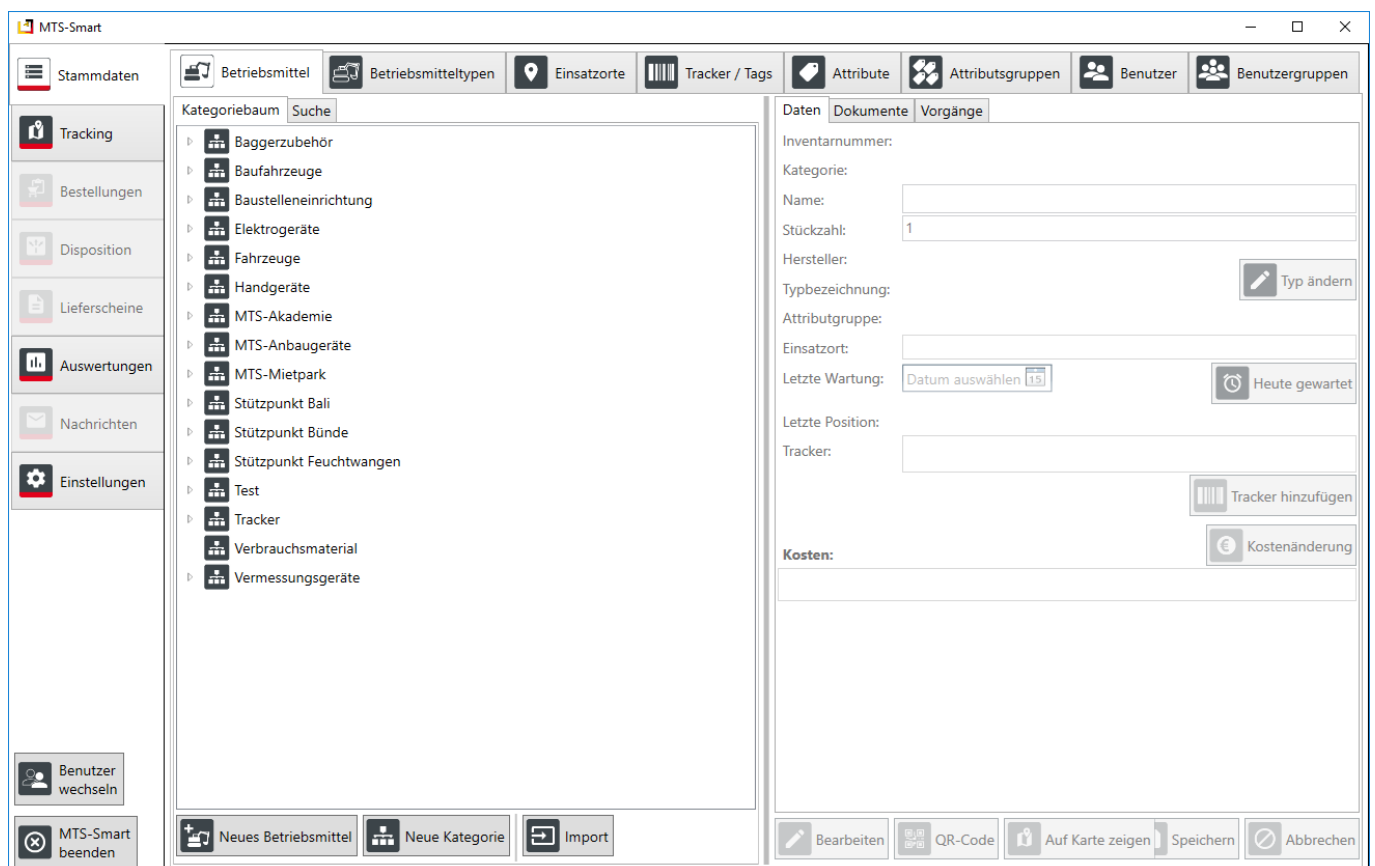 MTS-Smart
Stammdaten
Tracking
Bestellungen
Disposition
Lieferscheine
Auswertungen
Nachrichten
Einstellungen
Benutzer
wechseln
MTS-Smart
beenden
Betriebsmittel
Betriebsmitteltypen
Einsatzorte
Tracker / Tags
Attribute
Attributsgruppen
Benutzer
Benutzergruppen
Kategoriebaum
Suche
Baggerzubehör
Baufahrzeuge
Baustelleneinrichtung
Elektrogeräte
Fahrzeuge
Handgeräte
MTS-Akademie
MTS-Anbaugeräte
MTS-Mietpark
Stützpunkt Bali
Stützpunkt Bünde
Stützpunkt Feuchtwangen
Test
Tracker
Verbrauchsmaterial
Vermessungsgeräte
Neues Betriebsmittel
Neue Kategorie
Import
Daten
Dokumente
Vorgänge
Inventarnummer:
Kategorie:
Name:
Stückzahl: 1
Hersteller:
Typ ändern
Typbezeichnung:
Attributgruppe:
Einsatzort:
Letzte Wartung: Datum auswählen 15
Heute gewartet
Letzte Position:
Tracker:
Tracker hinzufügen
Kostenänderung
Kosten:
Bearbeiten
QR-Code
Auf Karte zeigen
Speichern
Abbrechen